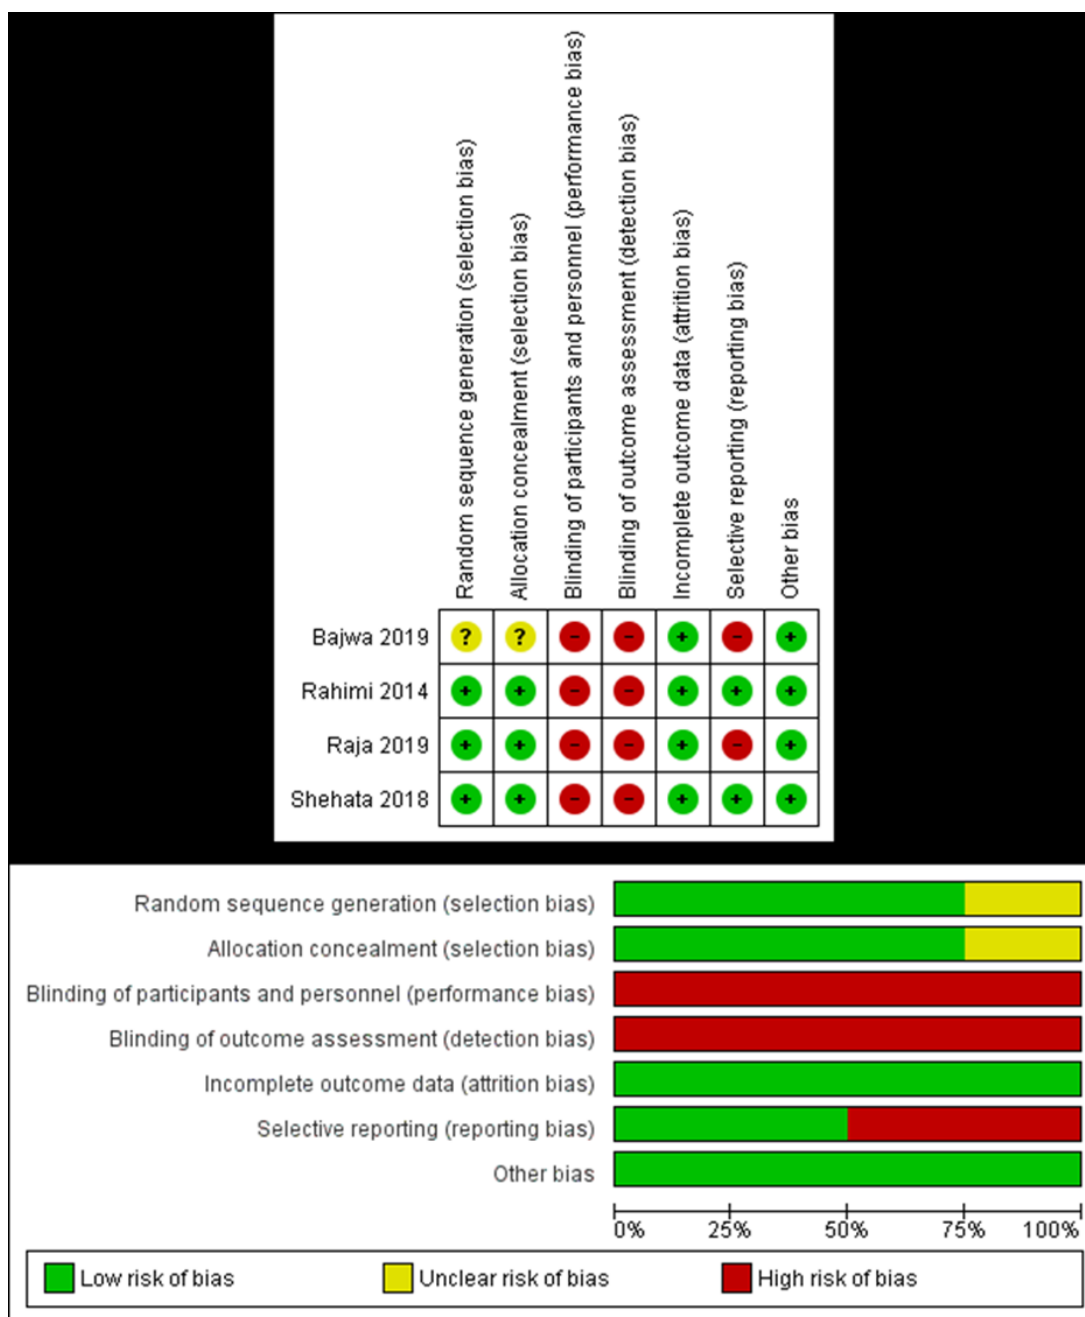 Random sequence generation (selection bias)
Allocation concealment (selection bias)
Blinding of participants and personnel (performance bias)
Blinding of outcome assessment (detection bias)
Incomplete outcome data (attrition bias)
Selective reporting (reporting bias)
Other bias
Bajwa 2019 ? ? - - + - +
Rahimi 2014 + + - - + + +
Raja 2019 + + - - + - +
Shehata 2018 + + - - + + +
Random sequence generation (selection bias)
Allocation concealment (selection bias)
Blinding of participants and personnel (performance bias)
Blinding of outcome assessment (detection bias)
Incomplete outcome data (attrition bias)
Selective reporting (reporting bias)
Other bias
0% 25% 50% 75% 100%
Low risk of bias Unclear risk of bias High risk of bias